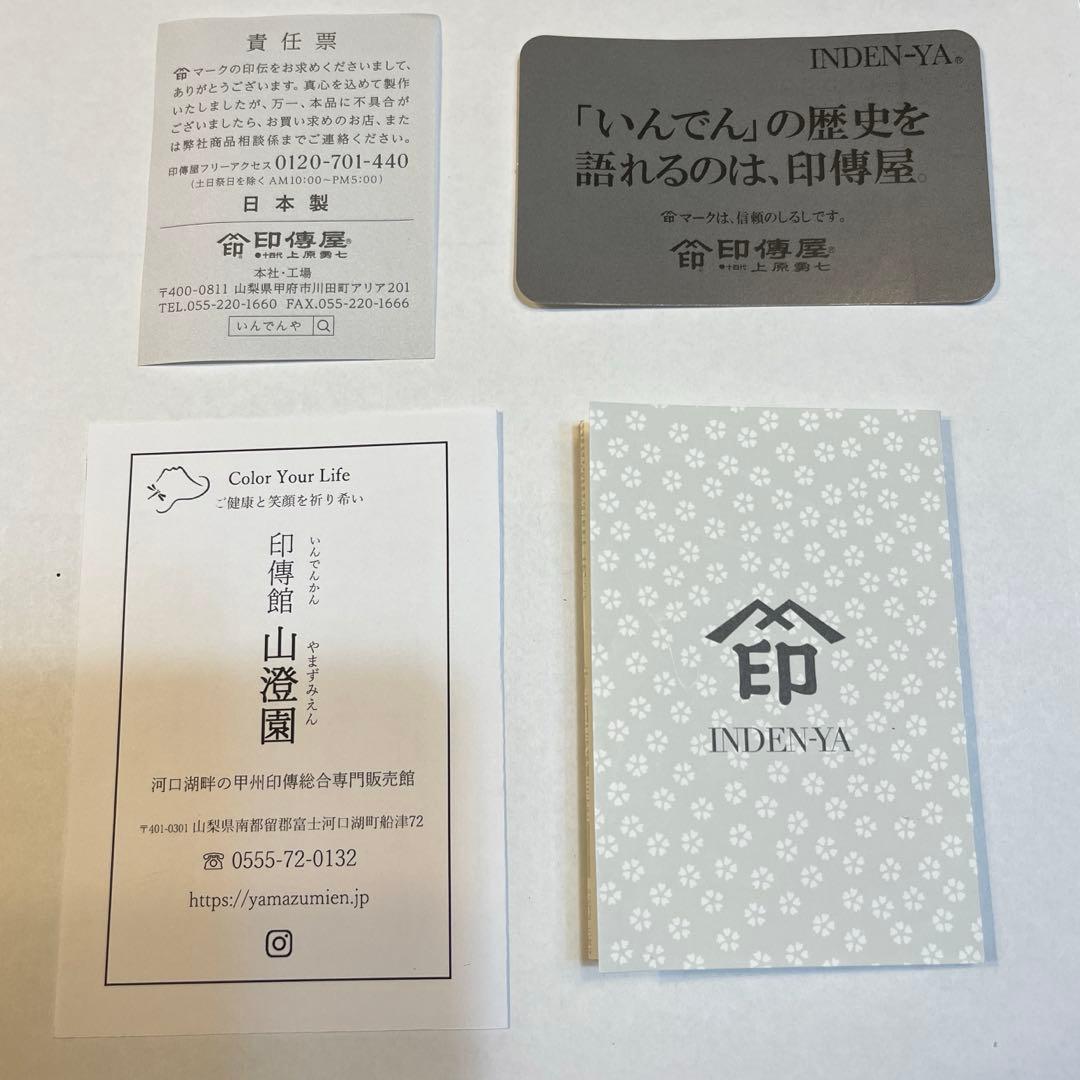 責任票
印マークの印伝をお求めくださいまして、
ありがとうございます。真心を込めて製作
いたしましたが、万一、本品に不具合が
ございましたら、お買い求めのお店、また
は弊社商品相談係までご連絡ください。
印傳屋フリーアクセス 0120-701-440
(土日祭日を除くAM10:00〜PM5:00)
日本製
印 印傳屋®
●十四代 上原勇七
本社・工場
〒400-0811 山梨県甲府市川田町アリア201
TEL.055-220-1660 FAX.055-220-1666
いんでんや
INDEN-YA®
「いんでん」の歴史を
語れるのは、印傳屋。
印マークは、信頼のしるしです。
印 印傳屋®
●十四代 上原勇七
Color Your Life
ご健康と笑顔を祈り希い
印傳館 山澄園
いんでんかん やまずみえん
河口湖畔の甲州印傳総合専門販売館
〒401-0301 山梨県南都留郡富士河口湖町船津72
☏ 0555-72-0132
https://yamazumien.jp
印
INDEN-YA